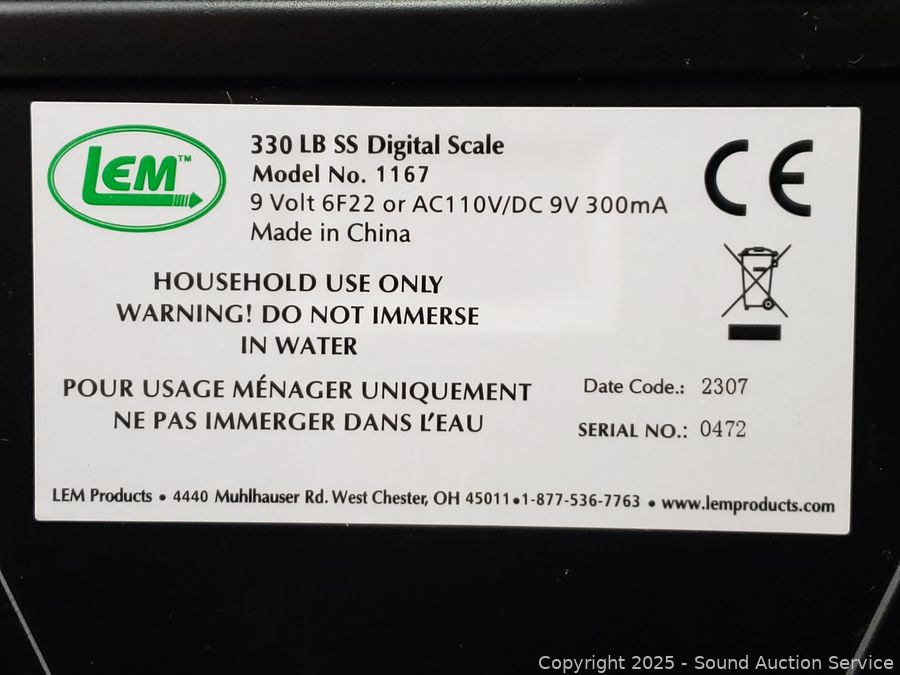 LEM™
330 LB SS Digital Scale
Model No. 1167
9 Volt 6F22 or AC110V/DC 9V 300mA
Made in China
CE
HOUSEHOLD USE ONLY
WARNING! DO NOT IMMERSE
IN WATER
POUR USAGE MÉNAGER UNIQUEMENT
NE PAS IMMERGER DANS L'EAU
Date Code.: 2307
SERIAL NO.: 0472
LEM Products • 4440 Muhlhauser Rd. West Chester, OH 45011•1-877-536-7763 • www.lemproducts.com
Copyright 2025 - Sound Auction Service